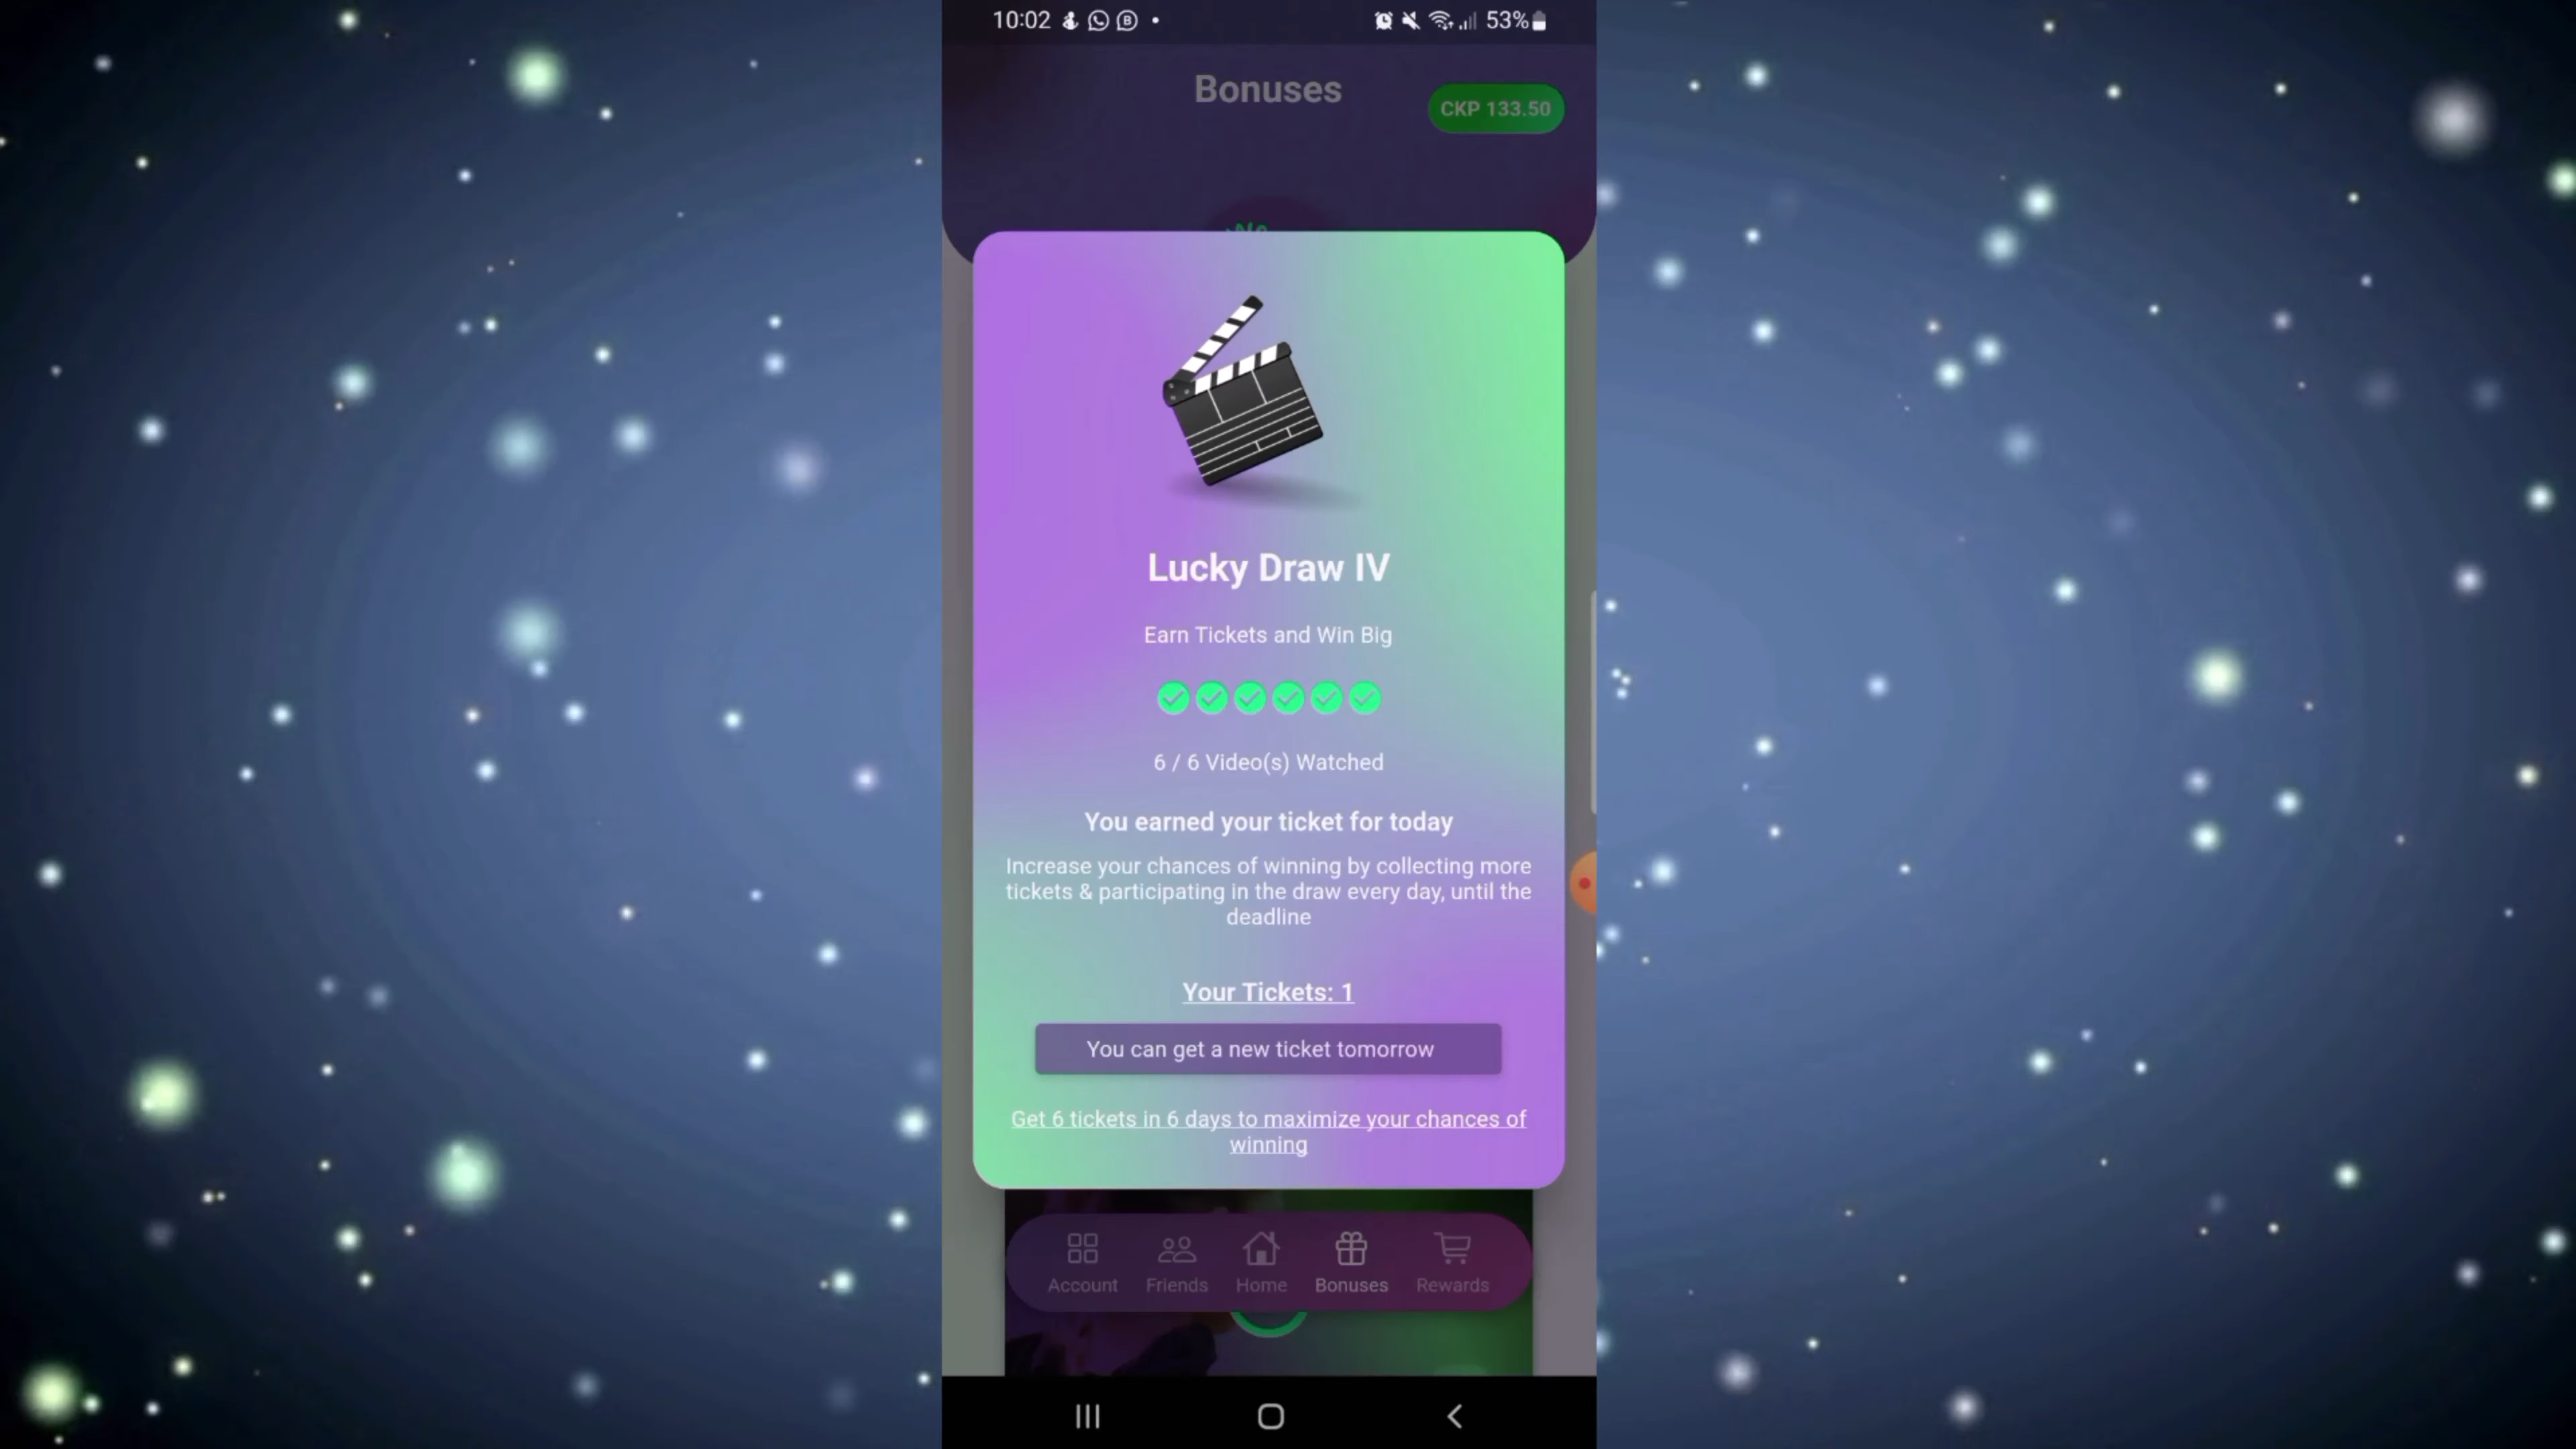 10:02
53%
Bonuses
CKP 133.50
Lucky Draw IV
Earn Tickets and Win Big
6 / 6 Video(s) Watched
You earned your ticket for today
Increase your chances of winning by collecting more
tickets & participating in the draw every day, until the
deadline
Your Tickets: 1
You can get a new ticket tomorrow
Get 6 tickets in 6 days to maximize your chances of
winning
Account Friends Home Bonuses Rewards